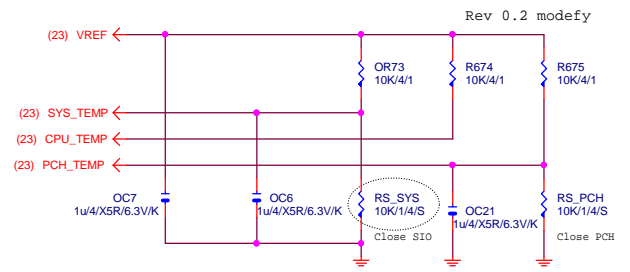 Rev 0.2 modefy
(23) VREF
OR73
10K/4/1
R674
10K/4/1
R675
10K/4/1
(23) SYS_TEMP
(23) CPU_TEMP
(23) PCH_TEMP
OC7
1u/4/X5R/6.3V/K
OC6
1u/4/X5R/6.3V/K
RS_SYS
10K/1/4/S
Close SIO
OC21
1u/4/X5R/6.3V/K
RS_PCH
10K/1/4/S
Close PCH